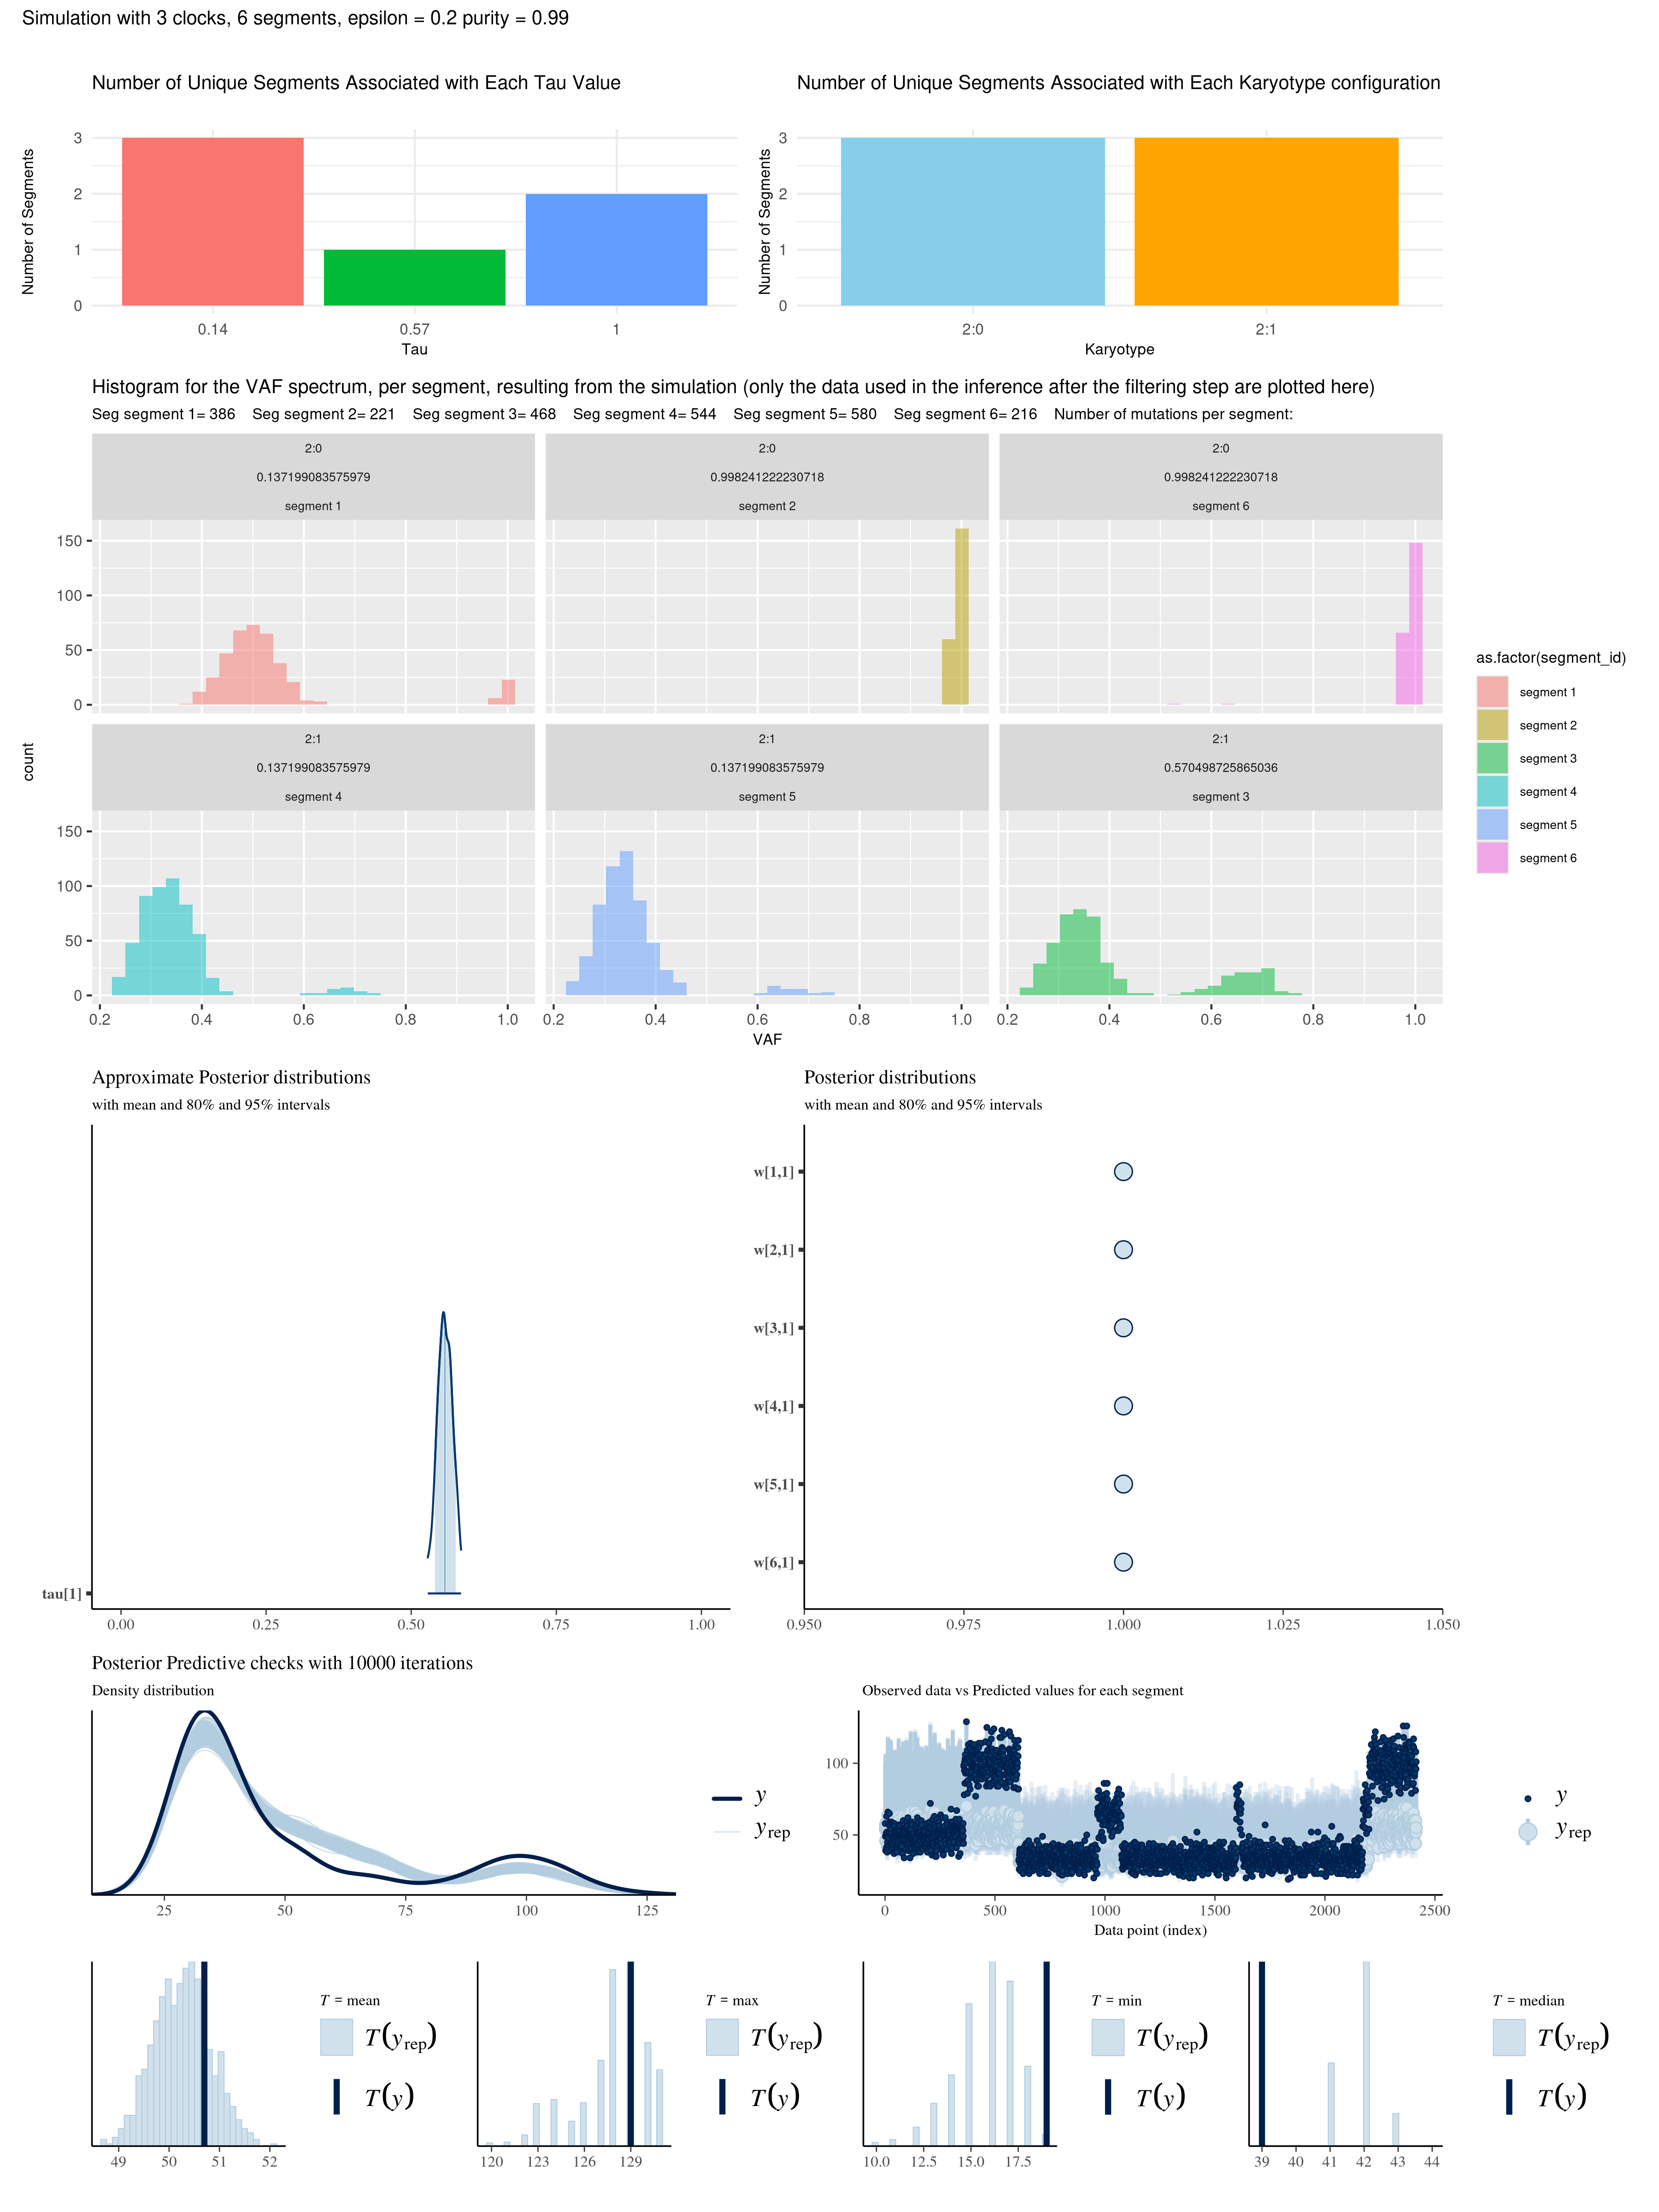 Simulation with 3 clocks, 6 segments, epsilon = 0.2 purity = 0.99
Number of Unique Segments Associated with Each Tau Value
Number of Segments
3
2
1
0
0.14 0.57 1
Tau
Number of Unique Segments Associated with Each Karyotype configuration
Number of Segments
3
2
1
0
2:0 2:1
Karyotype
Histogram for the VAF spectrum, per segment, resulting from the simulation (only the data used in the inference after the filtering step are plotted here)
Seg segment 1= 386 Seg segment 2= 221 Seg segment 3= 468 Seg segment 4= 544 Seg segment 5= 580 Seg segment 6= 216 Number of mutations per segment:
2:0
0.137199083575979
segment 1
2:0
0.998241222230718
segment 2
2:0
0.998241222230718
segment 6
150
100
50
0
2:1
0.137199083575979
segment 4
2:1
0.137199083575979
segment 5
2:1
0.570498725865036
segment 3
150
100
50
0
count
0.2 0.4 0.6 0.8 1.0 0.2 0.4 0.6 0.8 1.0 0.2 0.4 0.6 0.8 1.0
VAF
as.factor(segment_id)
segment 1
segment 2
segment 3
segment 4
segment 5
segment 6
Approximate Posterior distributions
with mean and 80% and 95% intervals
tau[1]
0.00 0.25 0.50 0.75 1.00
Posterior distributions
with mean and 80% and 95% intervals
w[1,1]
w[2,1]
w[3,1]
w[4,1]
w[5,1]
w[6,1]
0.950 0.975 1.000 1.025 1.050
Posterior Predictive checks with 10000 iterations
Density distribution
25 50 75 100 125
y
yrep
Observed data vs Predicted values for each segment
100
50
0 500 1000 1500 2000 2500
Data point (index)
y
yrep
49 50 51 52
T = mean
T(yrep)
T(y)
120 123 126 129
T = max
T(yrep)
T(y)
10.0 12.5 15.0 17.5
T = min
T(yrep)
T(y)
39 40 41 42 43 44
T = median
T(yrep)
T(y)